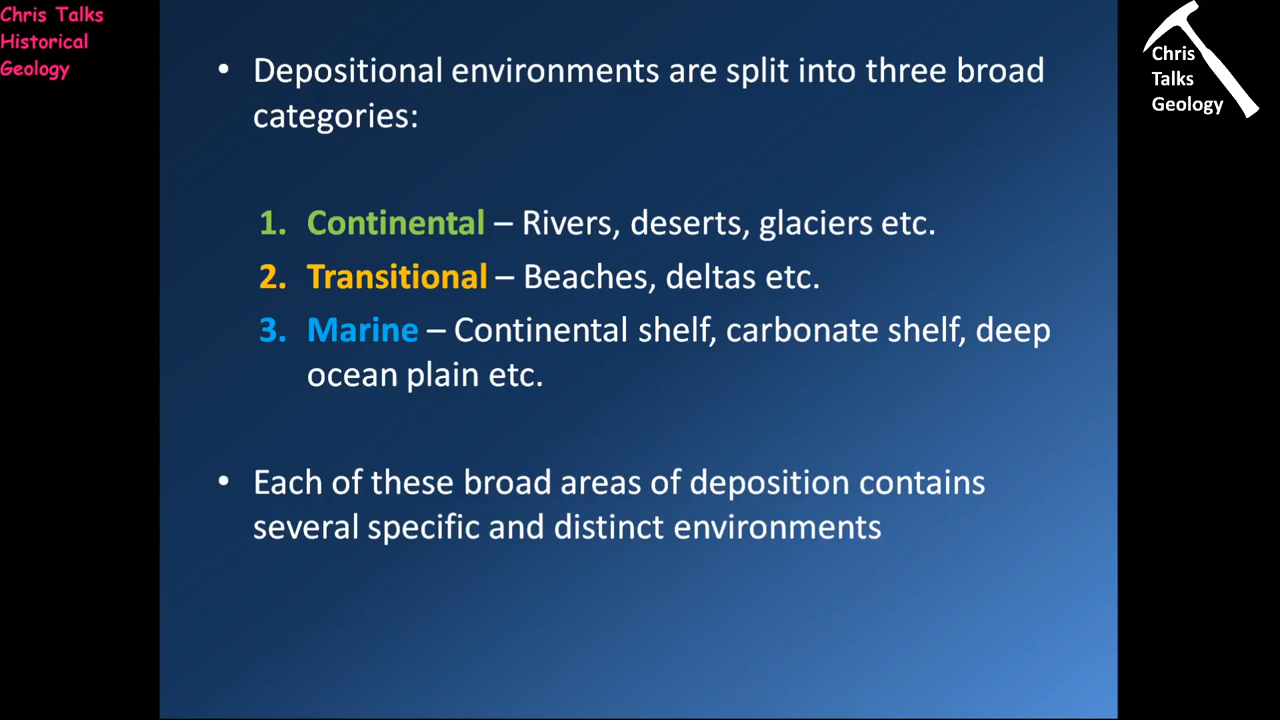 Chris Talks
Historical
Geology
Chris
Talks
Geology
• Depositional environments are split into three broad
categories:
1. Continental – Rivers, deserts, glaciers etc.
2. Transitional – Beaches, deltas etc.
3. Marine – Continental shelf, carbonate shelf, deep
ocean plain etc.
• Each of these broad areas of deposition contains
several specific and distinct environments